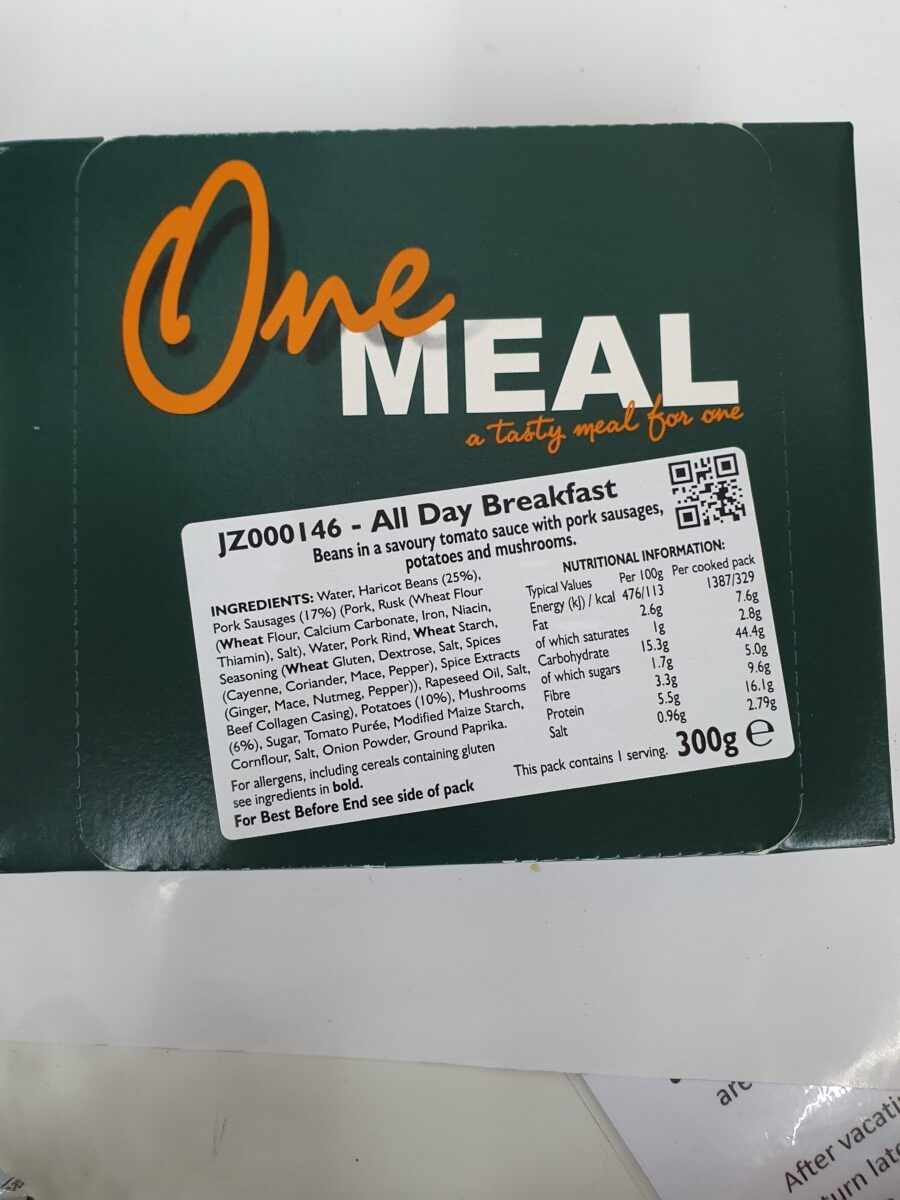 One
MEAL
a tasty meal for one
JZ000146 - All Day Breakfast
Beans in a savoury tomato sauce with pork sausages,
potatoes and mushrooms.
INGREDIENTS: Water, Haricot Beans (25%),
Pork Sausages (17%) (Pork, Rusk (Wheat Flour
(Wheat Flour, Calcium Carbonate, Iron, Niacin,
Thiamin), Salt), Water, Pork Rind, Wheat Starch,
Seasoning (Wheat Gluten, Dextrose, Salt, Spices
(Cayenne, Coriander, Mace, Pepper), Spice Extracts
(Ginger, Mace, Nutmeg, Pepper)), Rapeseed Oil, Salt,
Beef Collagen Casing), Potatoes (10%), Mushrooms
(6%), Sugar, Tomato Purée, Modified Maize Starch,
Cornflour, Salt, Onion Powder, Ground Paprika.
For allergens, including cereals containing gluten
see ingredients in bold.
For Best Before End see side of pack
NUTRITIONAL INFORMATION:
Typical Values Per 100g Per cooked pack
Energy (kJ) / kcal 476/113 1387/329
Fat 2.6g 7.6g
of which saturates 1g 2.8g
Carbohydrate 15.3g 44.4g
of which sugars 1.7g 5.0g
Fibre 3.3g 9.6g
Protein 5.5g 16.1g
Salt 0.96g 2.79g
This pack contains 1 serving. 300g e
are
After vacati
urn late